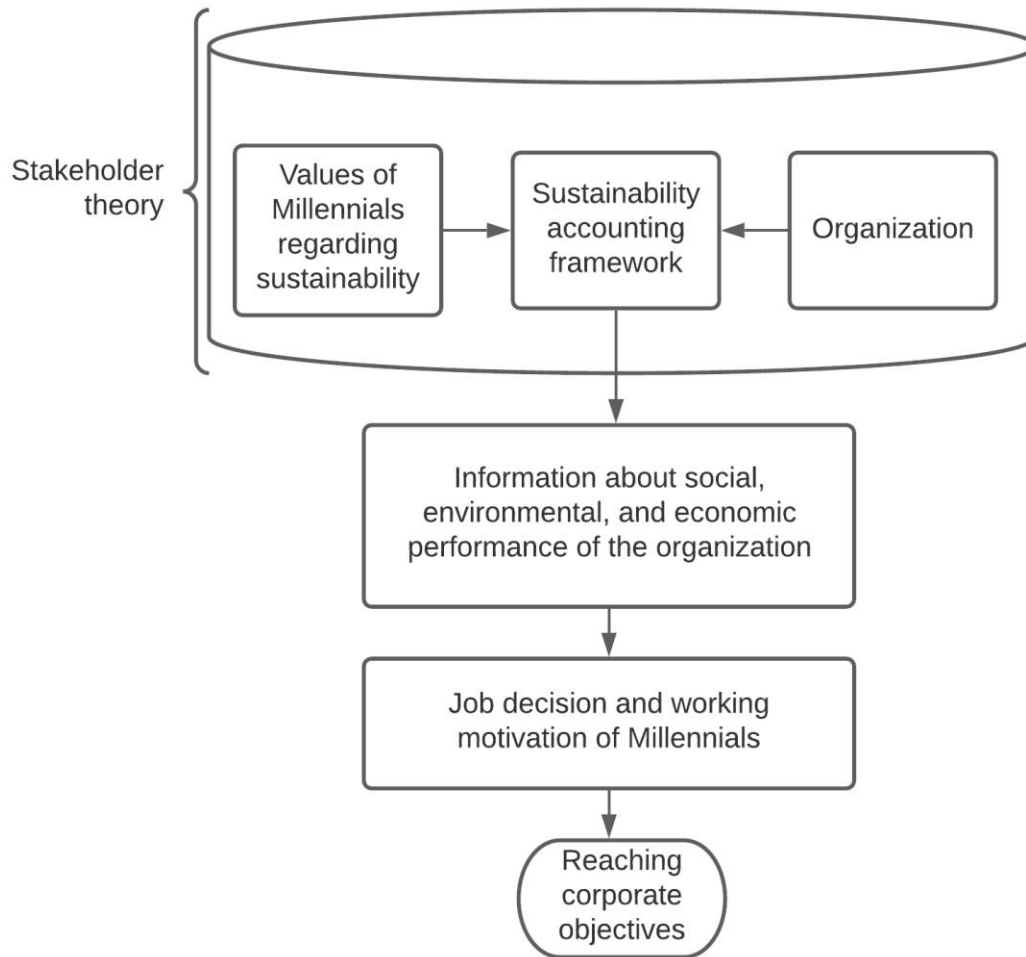 Stakeholder
theory
Values of
Millennials
regarding
sustainability
Sustainability
accounting
framework
Organization
Information about social,
environmental, and economic
performance of the organization
Job decision and working
motivation of Millennials
Reaching
corporate
objectives